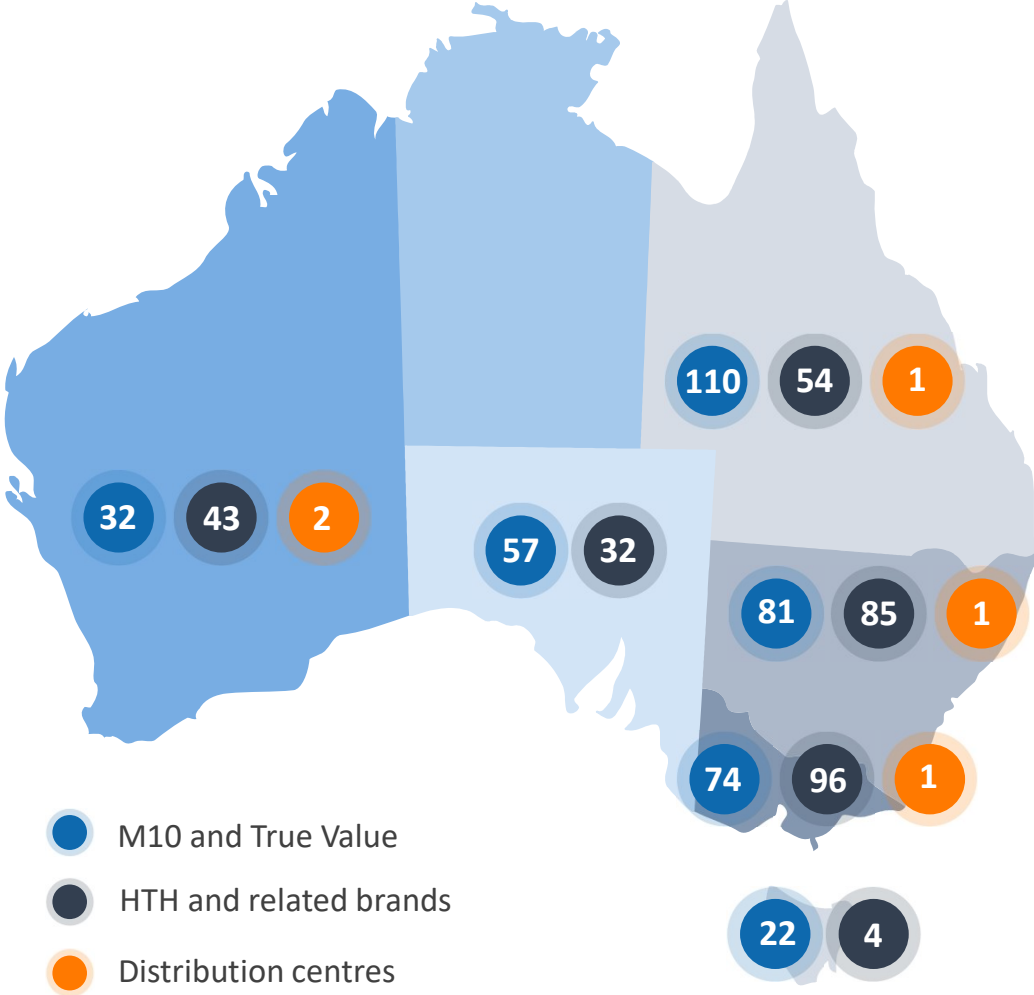 110 54 1
32 43 2
57 32
81 85 1
74 96 1
M10 and True Value
HTH and related brands
22 4
Distribution centres